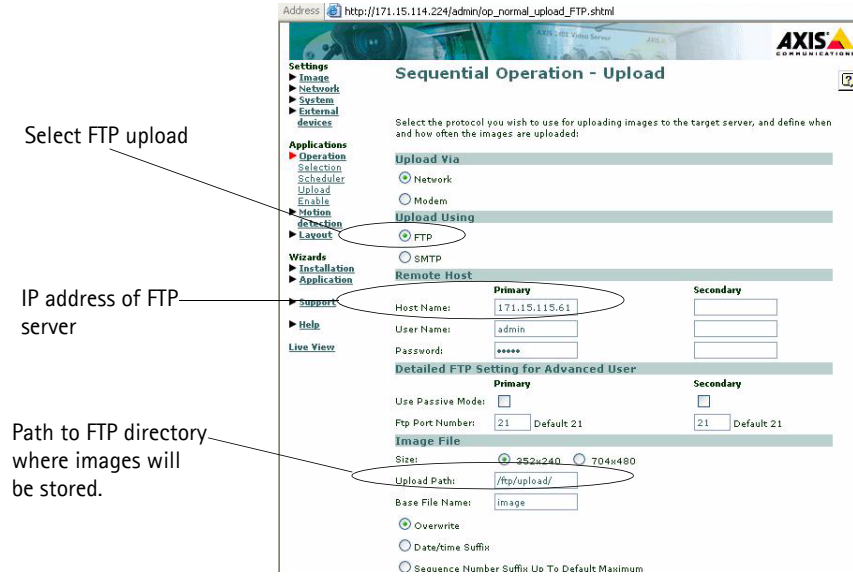 Address http://171.15.114.224/admin/op_normal_upload_FTP.shtml
AXIS 2401 Video Server
AXIS
COMMUNICATIONS
Settings
Image
Network
System
External
devices
Applications
Operation
Selection
Scheduler
Upload
Enable
Motion
detection
Layout
Wizards
Installation
Application
Support
Help
Live View
Sequential Operation - Upload
?
Select the protocol you wish to use for uploading images to the target server, and define when
and how often the images are uploaded:
Upload Via
Network
Modem
Upload Using
FTP
SMTP
Remote Host
Primary Secondary
Host Name: 171.15.115.61
User Name: admin
Password: •••••
Detailed FTP Setting for Advanced User
Primary Secondary
Use Passive Mode:
Ftp Port Number: 21 Default 21 21 Default 21
Image File
Size: 352x240 704x480
Upload Path: /ftp/upload/
Base File Name: image
Overwrite
Date/time Suffix
Sequence Number Suffix Up To Default Maximum
Select FTP upload
IP address of FTP
server
Path to FTP directory
where images will
be stored.